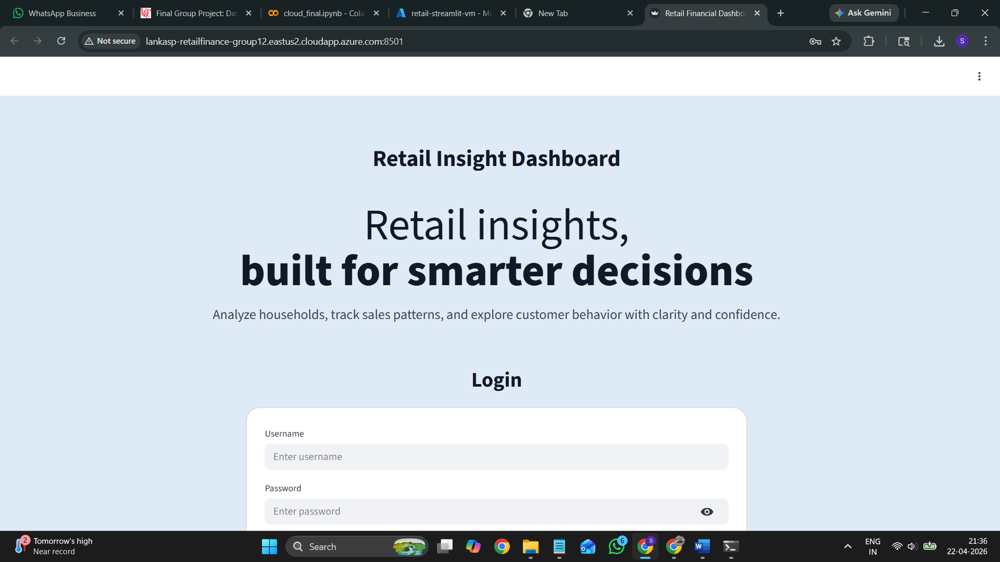 WhatsApp Business
Final Group Project: Dat
cloud_final.ipynb - Cola
retail-streamlit-vm - Mi
New Tab
Retail Financial Dashbo
Ask Gemini
Not secure
lankasp-retailfinance-group12.eastus2.cloudapp.azure.com:8501
S
Retail Insight Dashboard
Retail insights,
built for smarter decisions
Analyze households, track sales patterns, and explore customer behavior with clarity and confidence.
Login
Username
Enter username
Password
Enter password
2
Tomorrow's high
Near record
Search
6
S
ENG
IN
21:36
22-04-2026